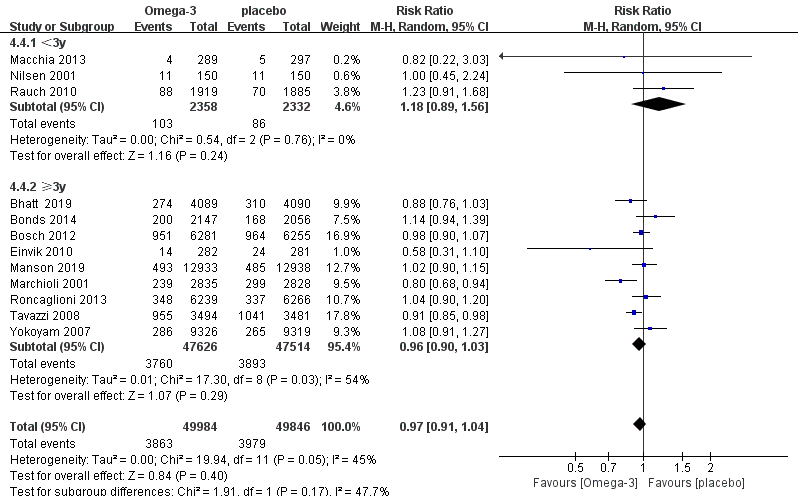 Omega-3 placebo Risk Ratio Risk Ratio
Study or Subgroup Events Total Events Total Weight M-H, Random, 95% CI M-H, Random, 95% CI
4.4.1 <3y
Macchia 2013 4 289 5 297 0.2% 0.82 [0.22, 3.03]
Nilsen 2001 11 150 11 150 0.6% 1.00 [0.45, 2.24]
Rauch 2010 88 1919 70 1885 3.7% 1.23 [0.91, 1.68]
Subtotal (95% CI) 2358 2332 4.6% 1.18 [0.89, 1.56]
Total events 103 86
Heterogeneity: Tau² = 0.00; Chi² = 0.54, df = 2 (P = 0.76); I² = 0%
Test for overall effect: Z = 1.16 (P = 0.24)
4.4.2 ≥3y
Bhatt 2019 274 4089 310 4090 9.9% 0.88 [0.76, 1.03]
Bonds 2014 200 2147 168 2056 7.5% 1.14 [0.94, 1.39]
Bosch 2012 951 6281 964 6255 16.9% 0.98 [0.90, 1.07]
Einvik 2010 14 282 24 281 1.1% 0.58 [0.31, 1.10]
Manson 2019 493 12933 485 12938 12.7% 1.02 [0.90, 1.15]
Marchioli 2001 239 2835 299 2828 9.7% 0.80 [0.68, 0.94]
Roncaglioni 2013 348 6239 337 6266 10.9% 1.04 [0.90, 1.20]
Tavazzi 2008 955 3494 1041 3481 17.5% 0.91 [0.85, 0.98]
Yokoyam 2007 286 9326 265 9319 9.3% 1.08 [0.91, 1.27]
Subtotal (95% CI) 47626 47514 95.4% 0.96 [0.90, 1.03]
Total events 3760 3893
Heterogeneity: Tau² = 0.01; Chi² = 17.30, df = 8 (P = 0.03); I² = 54%
Test for overall effect: Z = 1.07 (P = 0.29)
Total (95% CI) 49984 49846 100.0% 0.97 [0.91, 1.04]
Total events 3863 3979
Heterogeneity: Tau² = 0.00; Chi² = 19.94, df = 11 (P = 0.05); I² = 45%
Test for overall effect: Z = 0.84 (P = 0.40)
Test for subgroup differences: Chi² = 1.91, df = 1 (P = 0.17), I² = 47.7%
0.5 0.7 1 1.5 2
Favours [Omega-3] Favours [placebo]